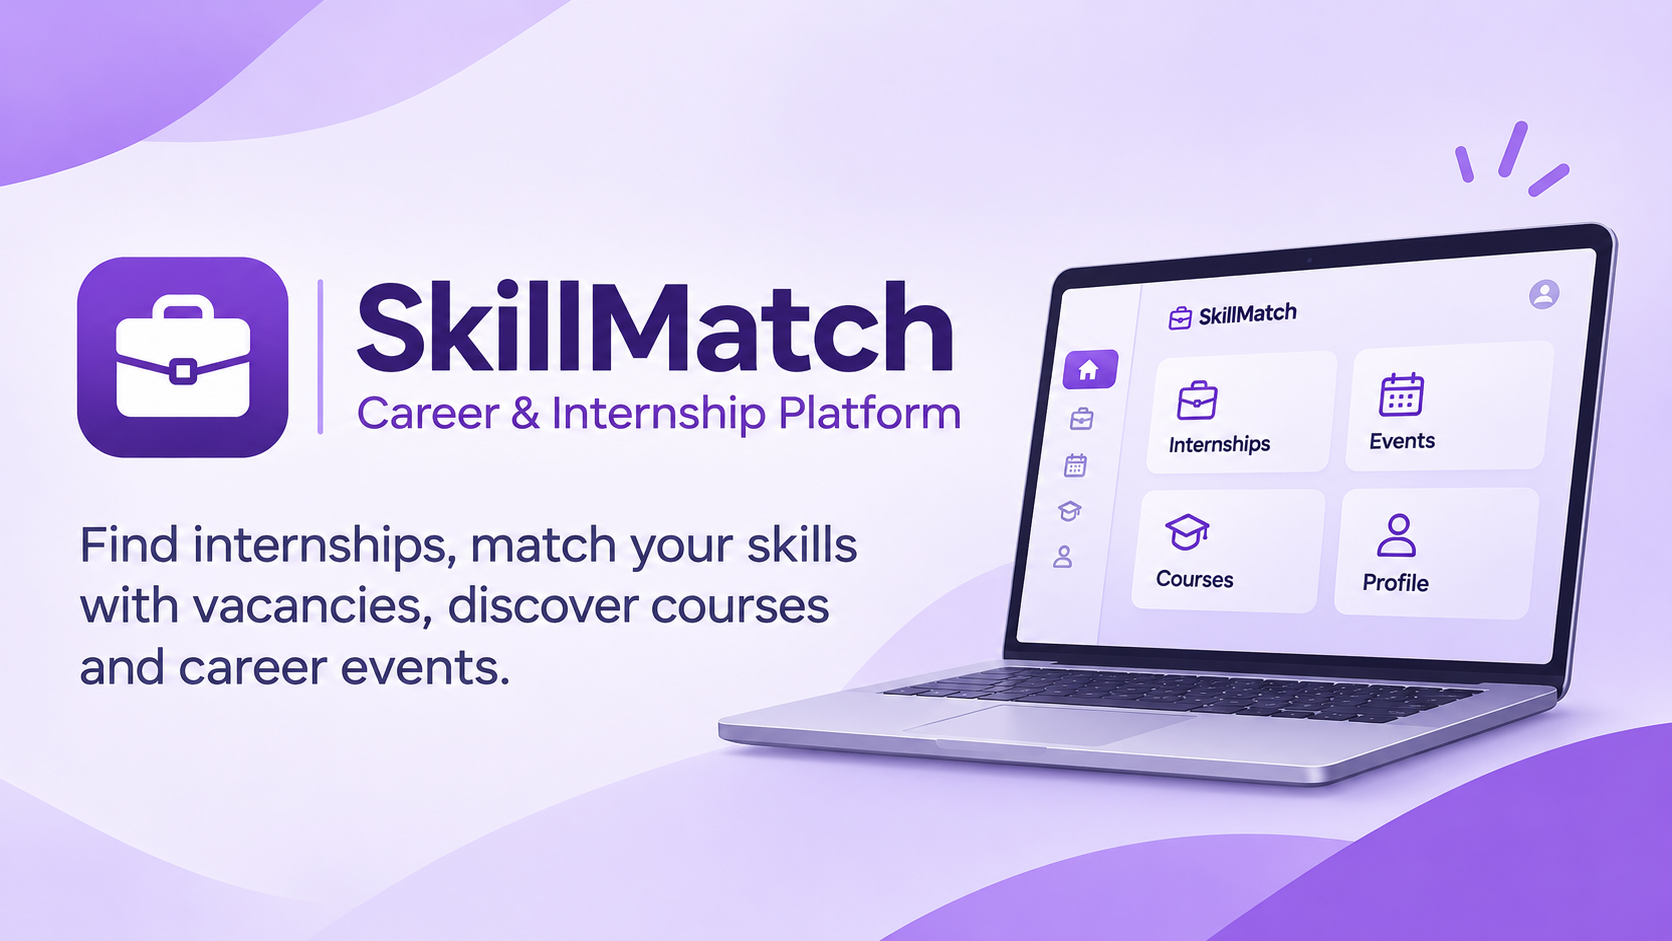 SkillMatch
Career & Internship Platform
Find internships, match your skills
with vacancies, discover courses
and career events.
SkillMatch
Internships
Events
Courses
Profile